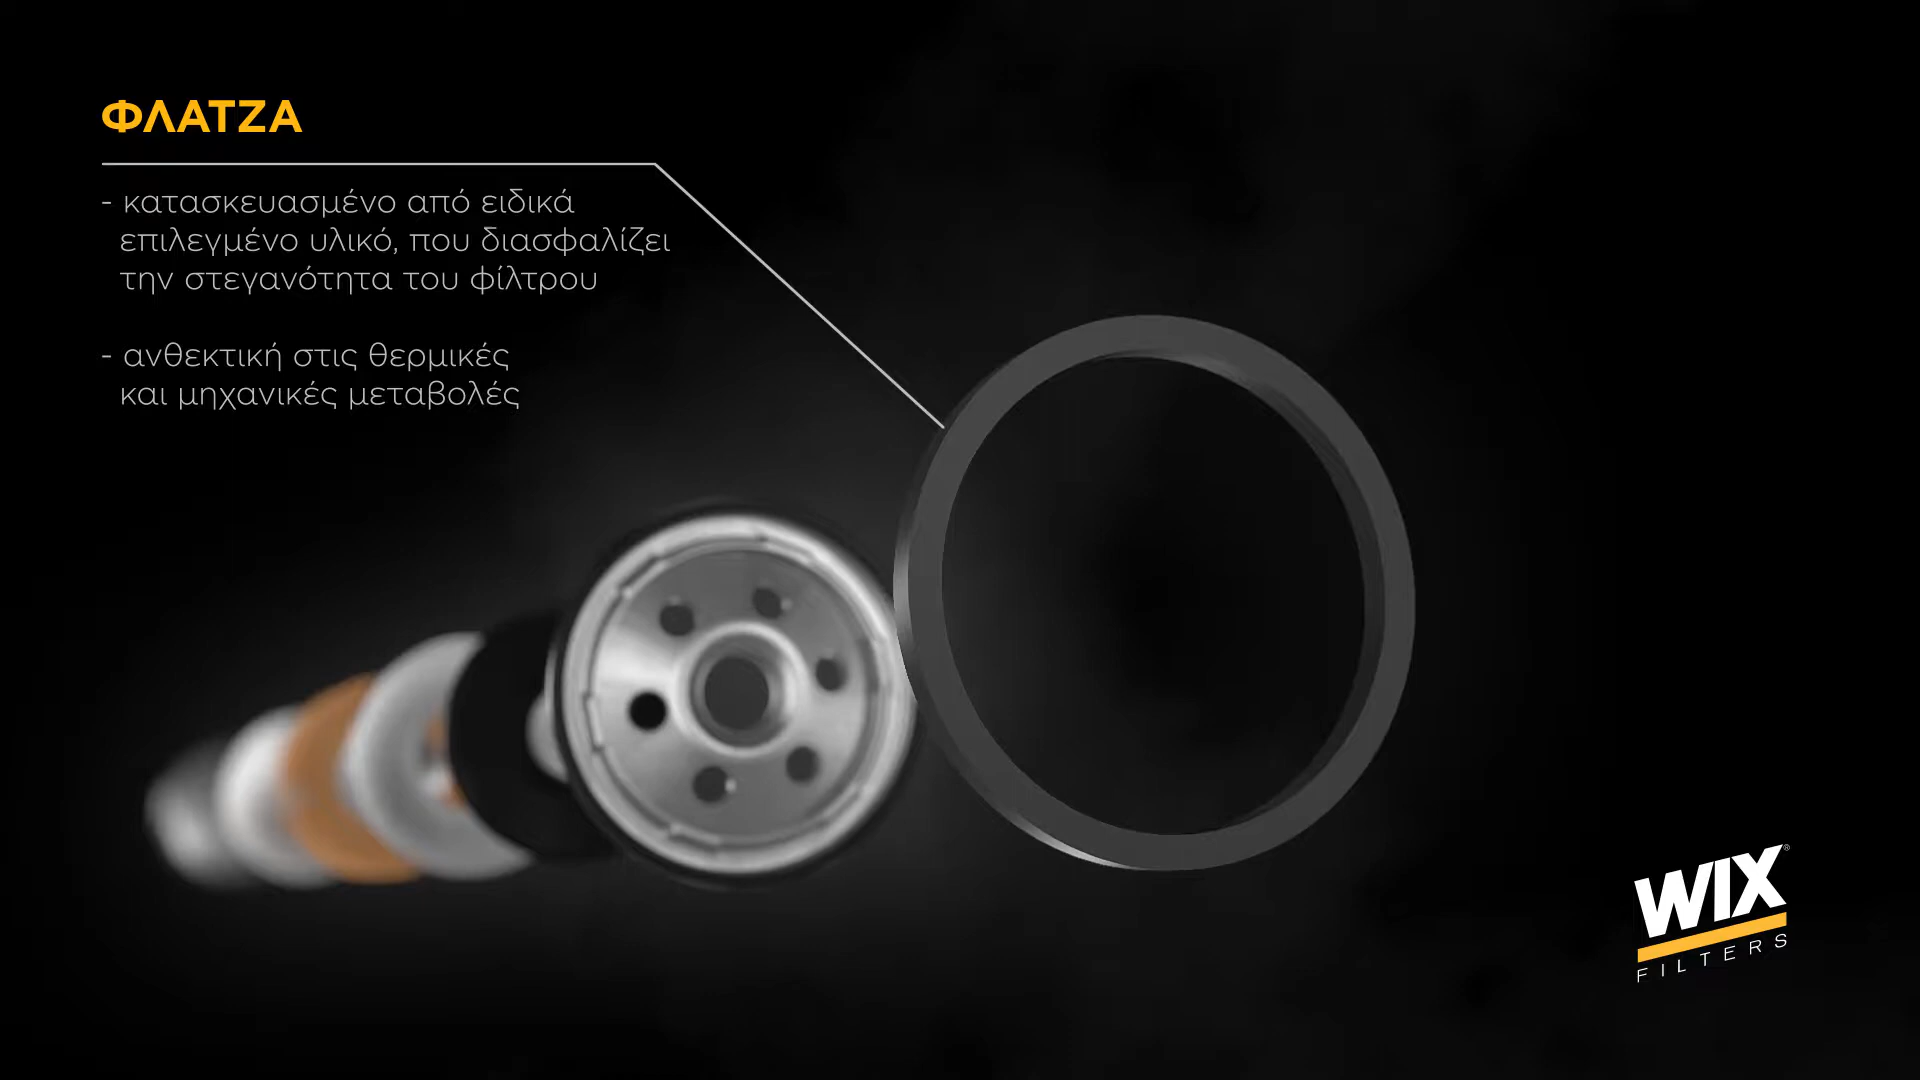 ΦΛΑΤΖΑ
- κατασκευασμένο από ειδικά
επιλεγμένο υλικό, που διασφαλίζει
την στεγανότητα του φίλτρου
- ανθεκτική στις θερμικές
και μηχανικές μεταβολές
WIX®
FILTERS